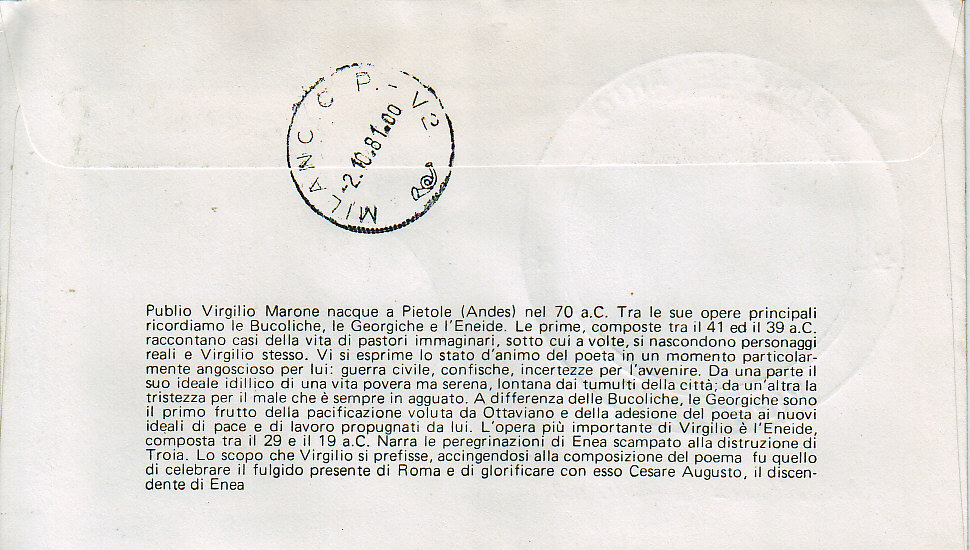 MILANO C P. - V2
-2.10.81.00
Publio Virgilio Marone nacque a Pietole (Andes) nel 70 a.C. Tra le sue opere principali
ricordiamo le Bucoliche, le Georgiche e l'Eneide. Le prime, composte tra il 41 ed il 39 a.C.
raccontano casi della vita di pastori immaginari, sotto cui a volte, si nascondono personaggi
reali e Virgilio stesso. Vi si esprime lo stato d'animo del poeta in un momento particolar-
mente angoscioso per lui: guerra civile, confische, incertezze per l'avvenire. Da una parte il
suo ideale idillico di una vita povera ma serena, lontana dai tumulti della città; da un'altra la
tristezza per il male che è sempre in agguato. A differenza delle Bucoliche, le Georgiche sono
il primo frutto della pacificazione voluta da Ottaviano e della adesione del poeta ai nuovi
ideali di pace e di lavoro propugnati da lui. L'opera più importante di Virgilio è l'Eneide,
composta tra il 29 e il 19 a.C. Narra le peregrinazioni di Enea scampato alla distruzione di
Troia. Lo scopo che Virgilio si prefisse, accingendosi alla composizione del poema fu quello
di celebrare il fulgido presente di Roma e di glorificare con esso Cesare Augusto, il discen-
dente di Enea